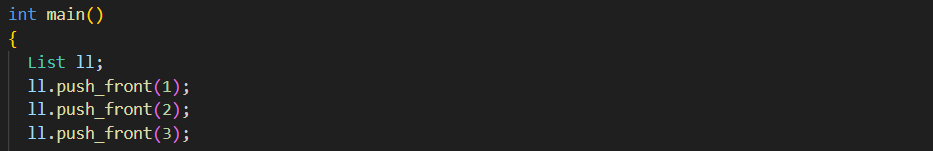 int main()
{
  List ll;
  ll.push_front(1);
  ll.push_front(2);
  ll.push_front(3);